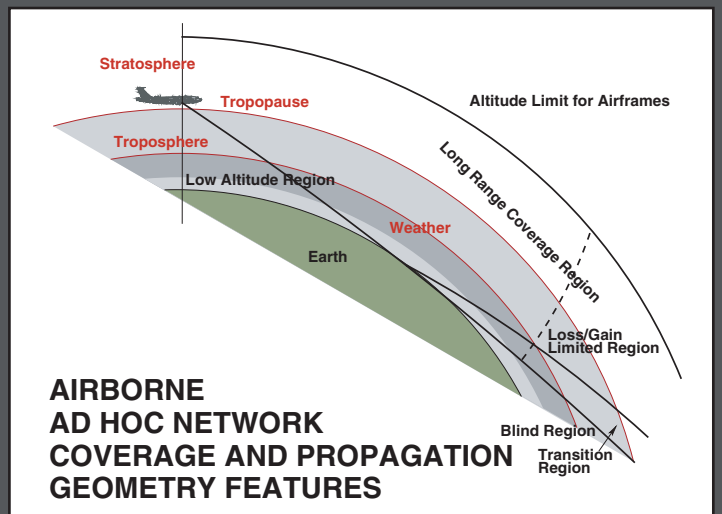 Stratosphere
Altitude Limit for Airframes
Tropopause
Troposphere
Long Range Coverage Region
Low Altitude Region
Weather
Earth
Loss/Gain
Limited Region
AIRBORNE
AD HOC NETWORK
COVERAGE AND PROPAGATION
GEOMETRY FEATURES
Blind Region
Transition
Region